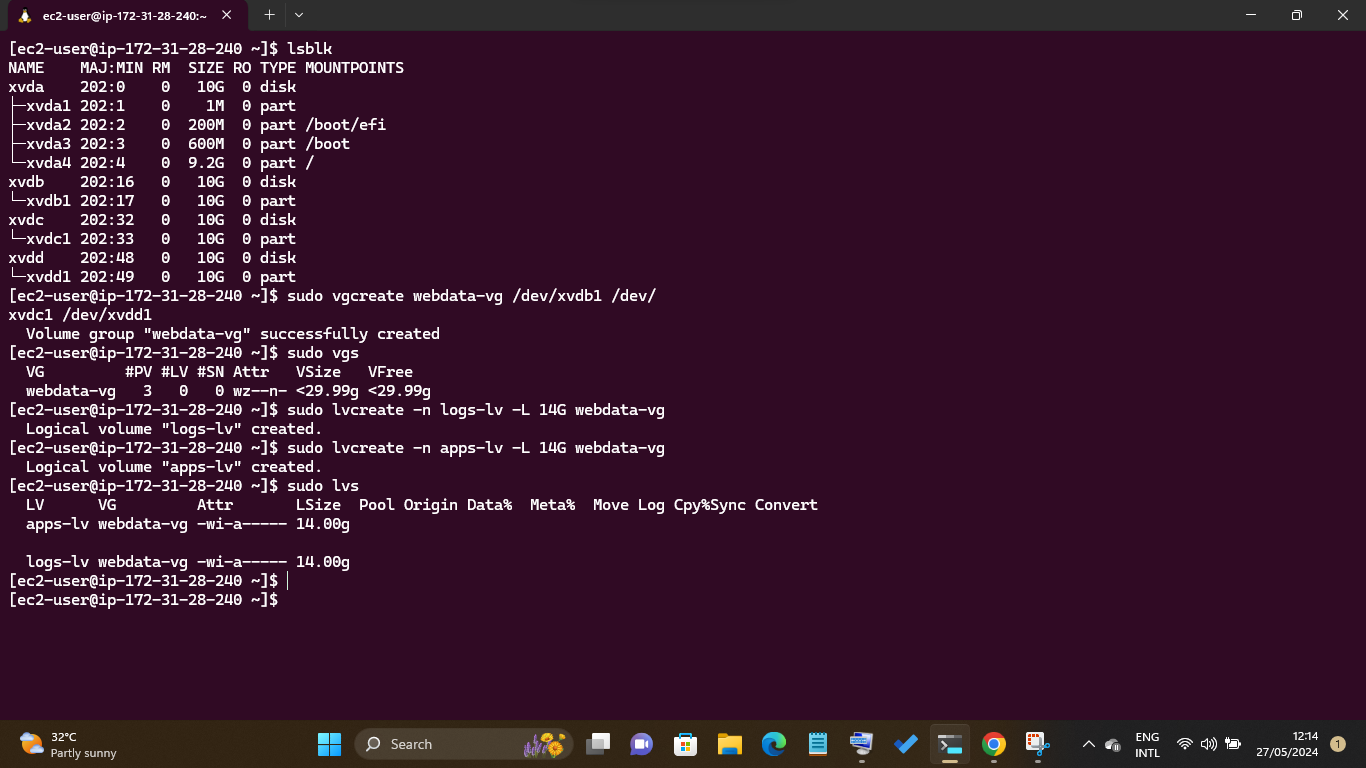 ec2-user@ip-172-31-28-240:~
[ec2-user@ip-172-31-28-240 ~]$ lsblk
NAME    MAJ:MIN RM  SIZE RO TYPE MOUNTPOINTS
xvda    202:0    0   10G  0 disk
├─xvda1 202:1    0    1M  0 part
├─xvda2 202:2    0  200M  0 part /boot/efi
├─xvda3 202:3    0  600M  0 part /boot
└─xvda4 202:4    0  9.2G  0 part /
xvdb    202:16   0   10G  0 disk
└─xvdb1 202:17   0   10G  0 part
xvdc    202:32   0   10G  0 disk
└─xvdc1 202:33   0   10G  0 part
xvdd    202:48   0   10G  0 disk
└─xvdd1 202:49   0   10G  0 part
[ec2-user@ip-172-31-28-240 ~]$ sudo vgcreate webdata-vg /dev/xvdb1 /dev/
xvdc1 /dev/xvdd1
  Volume group "webdata-vg" successfully created
[ec2-user@ip-172-31-28-240 ~]$ sudo vgs
  VG         #PV #LV #SN Attr   VSize   VFree
  webdata-vg   3   0   0 wz--n- <29.99g <29.99g
[ec2-user@ip-172-31-28-240 ~]$ sudo lvcreate -n logs-lv -L 14G webdata-vg
  Logical volume "logs-lv" created.
[ec2-user@ip-172-31-28-240 ~]$ sudo lvcreate -n apps-lv -L 14G webdata-vg
  Logical volume "apps-lv" created.
[ec2-user@ip-172-31-28-240 ~]$ sudo lvs
  LV      VG         Attr       LSize  Pool Origin Data%  Meta%  Move Log Cpy%Sync Convert
  apps-lv webdata-vg -wi-a----- 14.00g
  logs-lv webdata-vg -wi-a----- 14.00g
[ec2-user@ip-172-31-28-240 ~]$
[ec2-user@ip-172-31-28-240 ~]$
32°C
Partly sunny
Search
ENG
INTL
12:14
27/05/2024
1